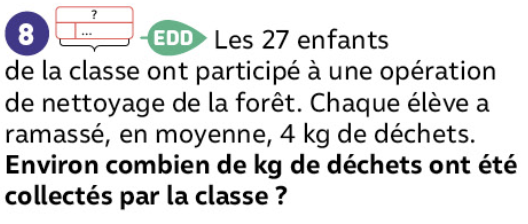 ?
...
8 EDD Les 27 enfants
de la classe ont participé à une opération
de nettoyage de la forêt. Chaque élève a
ramassé, en moyenne, 4 kg de déchets.
Environ combien de kg de déchets ont été
collectés par la classe ?